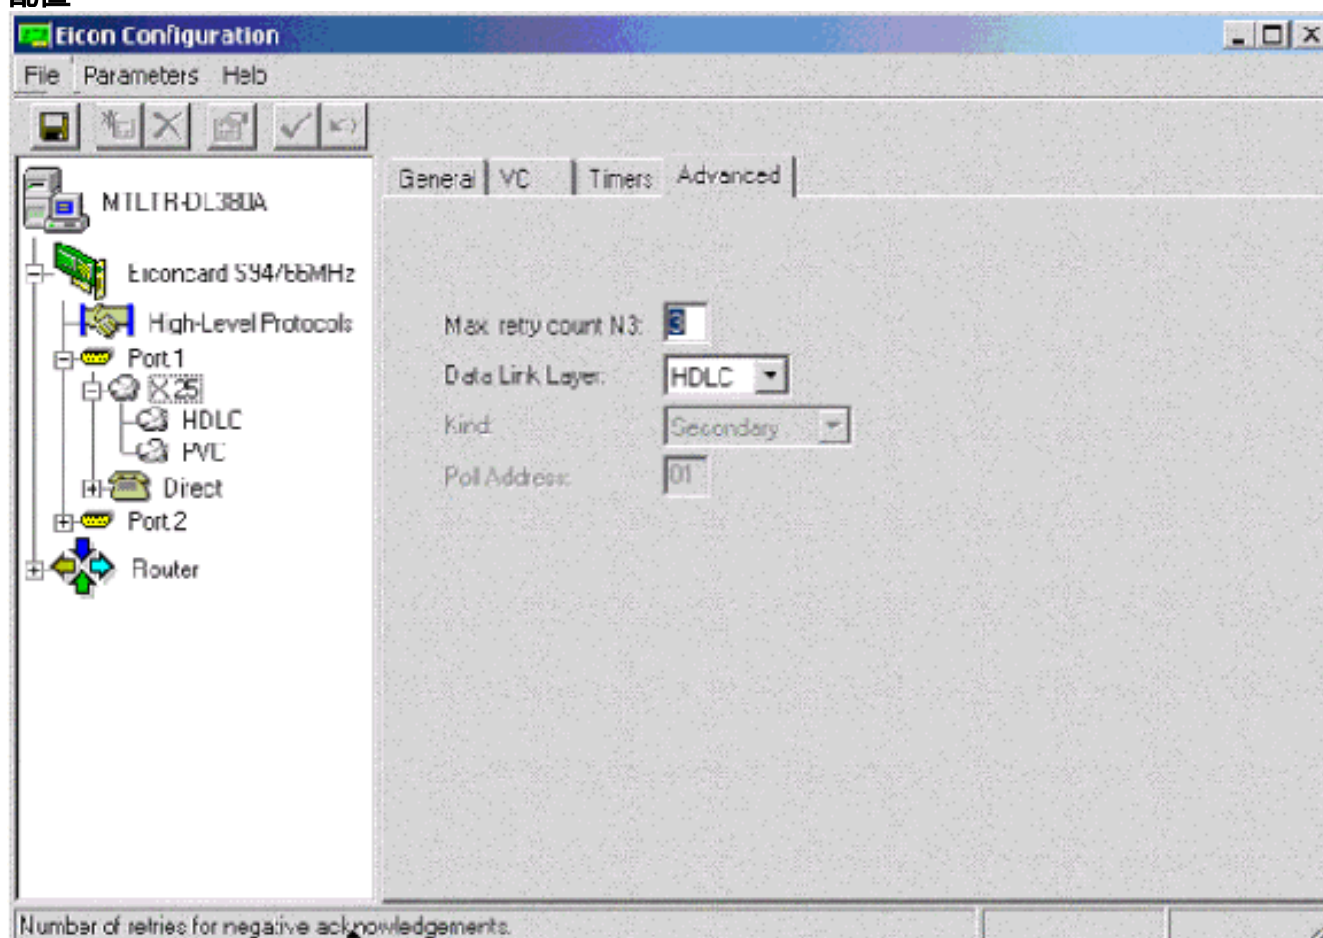 配置
Eicon Configuration
File Parameters Help
MTLTR-DL380A
Eiconcard S94/66MHz
High-Level Protocols
Port 1
X25
HDLC
PVC
Direct
Port 2
Router
General VC Timers Advanced
Max. retry count N3: 3
Data Link Layer: HDLC
Kind: Secondary
Poll Address: 01
Number of retries for negative acknowledgements.